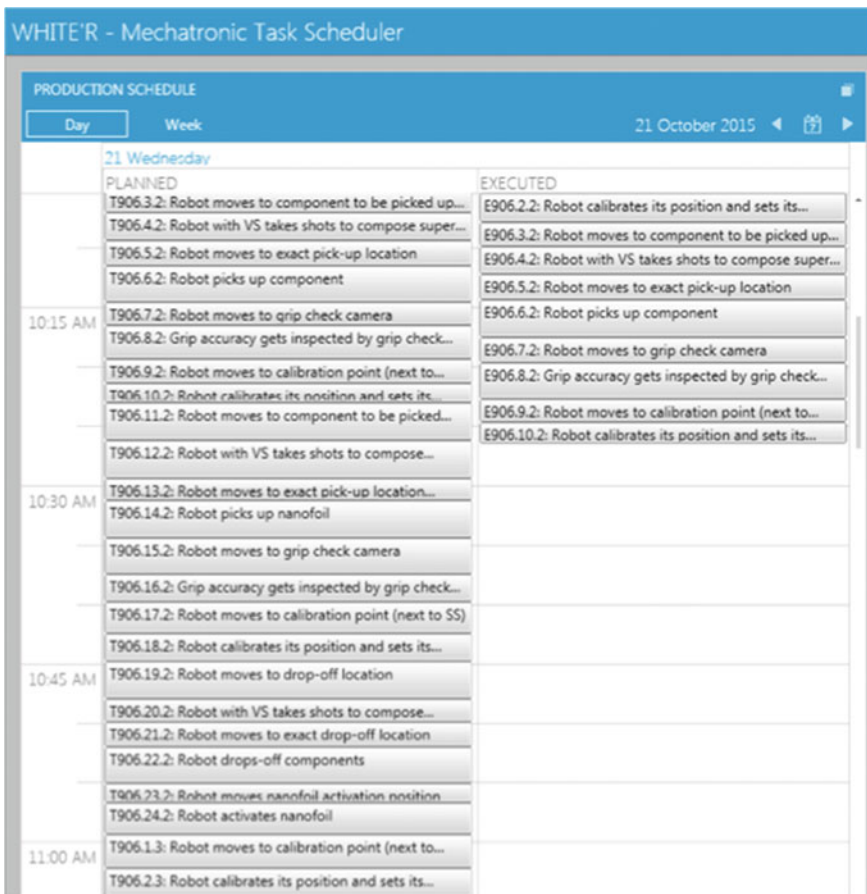 WHITE'R - Mechatronic Task Scheduler
PRODUCTION SCHEDULE
Day
Week
21 October 2015
7
21 Wednesday
PLANNED
T906.3.2: Robot moves to component to be picked up...
T906.4.2: Robot with VS takes shots to compose super...
T906.5.2: Robot moves to exact pick-up location
T906.6.2: Robot picks up component
10:15 AM
T906.7.2: Robot moves to grip check camera
T906.8.2: Grip accuracy gets inspected by grip check...
T906.9.2: Robot moves to calibration point (next to...
T906.10.2: Robot calibrates its position and sets its...
T906.11.2: Robot moves to component to be picked...
T906.12.2: Robot with VS takes shots to compose...
T906.13.2: Robot moves to exact pick-up location...
10:30 AM
T906.14.2: Robot picks up nanofoil
T906.15.2: Robot moves to grip check camera
T906.16.2: Grip accuracy gets inspected by grip check...
T906.17.2: Robot moves to calibration point (next to SS)
T906.18.2: Robot calibrates its position and sets its...
10:45 AM
T906.19.2: Robot moves to drop-off location
T906.20.2: Robot with VS takes shots to compose...
T906.21.2: Robot moves to exact drop-off location
T906.22.2: Robot drops-off components
T906.23.2: Robot moves nanofoil activation position
T906.24.2: Robot activates nanofoil
T906.1.3: Robot moves to calibration point (next to...
11:00 AM
T906.2.3: Robot calibrates its position and sets its...
EXECUTED
E906.2.2: Robot calibrates its position and sets its...
E906.3.2: Robot moves to component to be picked up...
E906.4.2: Robot with VS takes shots to compose super...
E906.5.2: Robot moves to exact pick-up location
E906.6.2: Robot picks up component
E906.7.2: Robot moves to grip check camera
E906.8.2: Grip accuracy gets inspected by grip check...
E906.9.2: Robot moves to calibration point (next to...
E906.10.2: Robot calibrates its position and sets its...